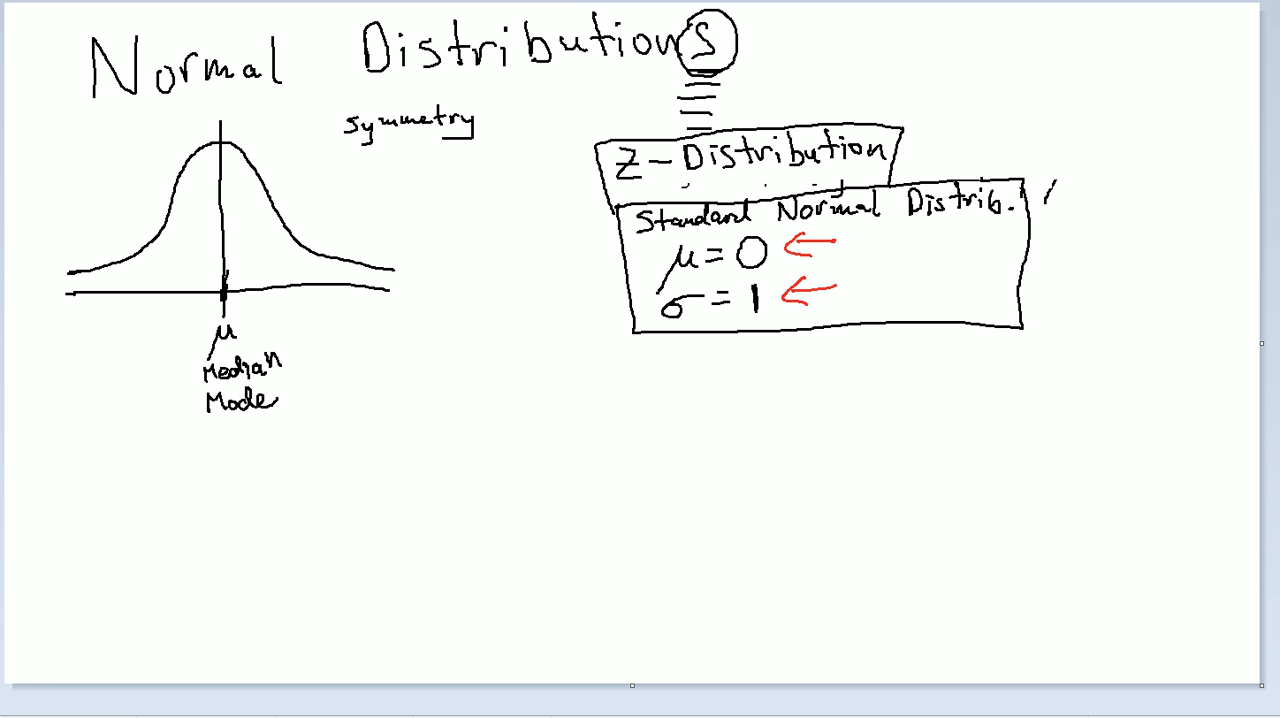 Normal Distributions
symmetry
Z - Distribution
Standard Normal Distrib.
μ = 0
σ = 1
μ
Median
Mode